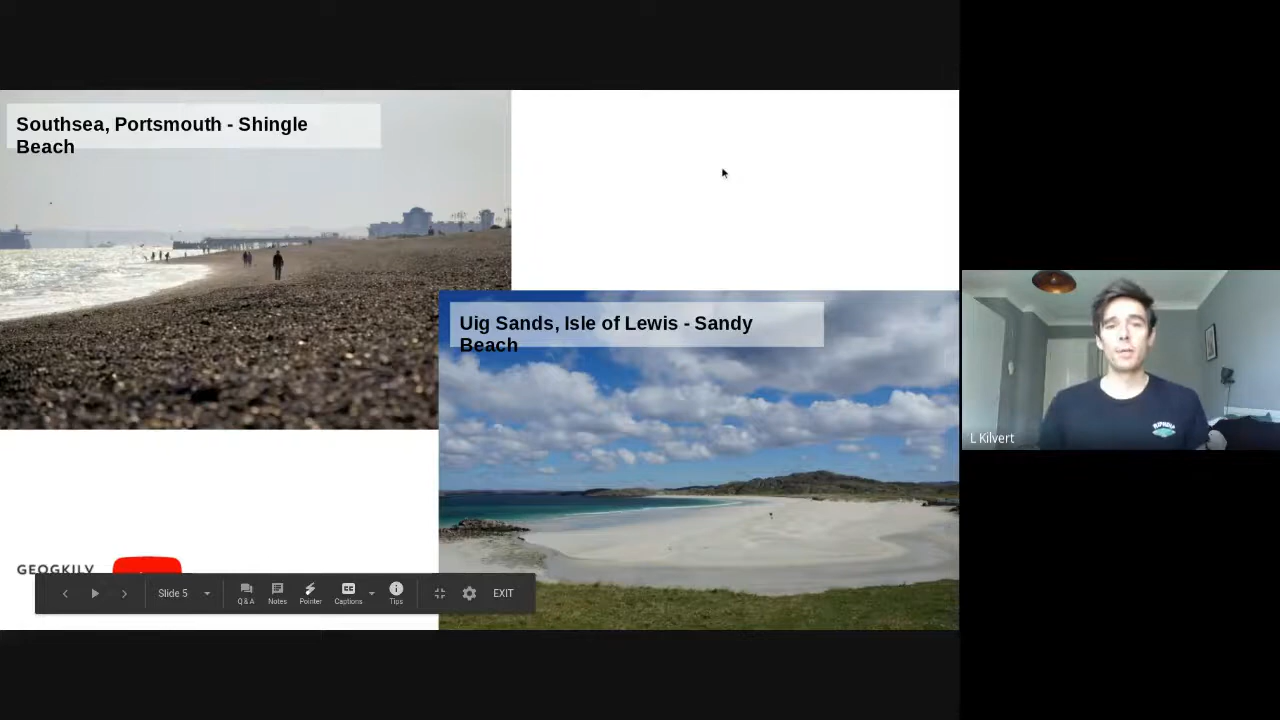 Southsea, Portsmouth - Shingle
Beach
Uig Sands, Isle of Lewis - Sandy
Beach
L Kilvert
GEOGKILV
Slide 5
Q & A
Notes
Pointer
Captions
Tips
EXIT